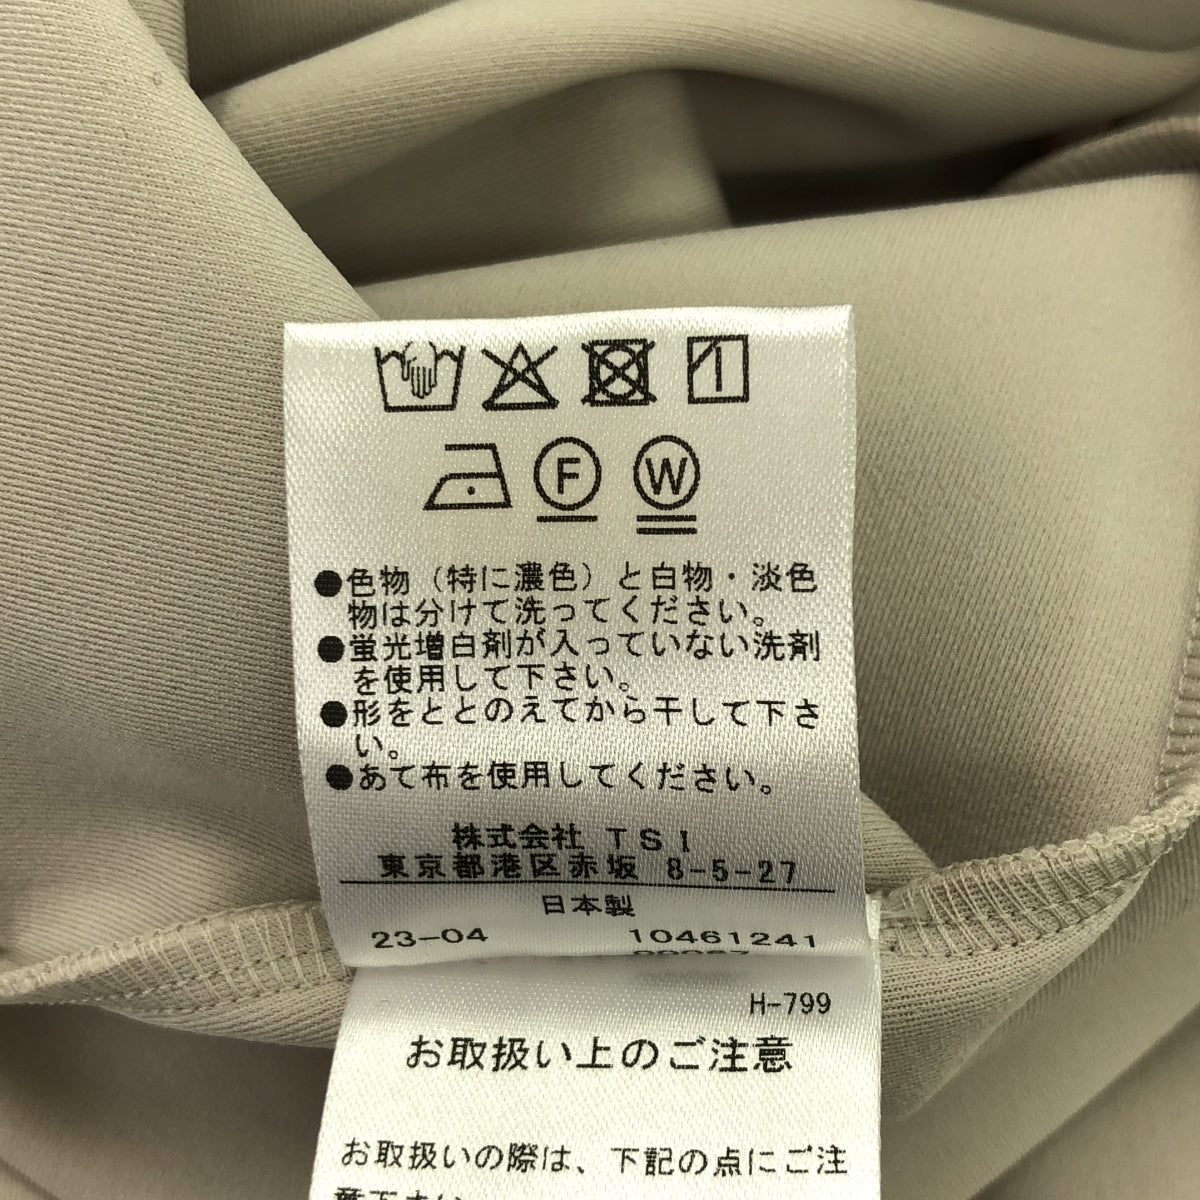 F W
●色物（特に濃色）と白物・淡色
物は分けて洗ってください。
●蛍光増白剤が入っていない洗剤
を使用して下さい。
●形をととのえてから干して下さ
い。
●あて布を使用してください。
株式会社 TSI
東京都港区赤坂 8-5-27
日本製
23-04 10461241
H-799
お取扱い上のご注意
お取扱いの際は、下記の点にご注
意下さい